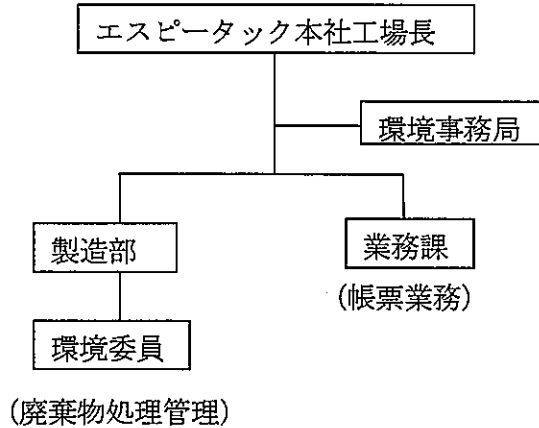 エスピータック本社工場長
環境事務局
製造部
業務課
(帳票業務)
環境委員
(廃棄物処理管理)